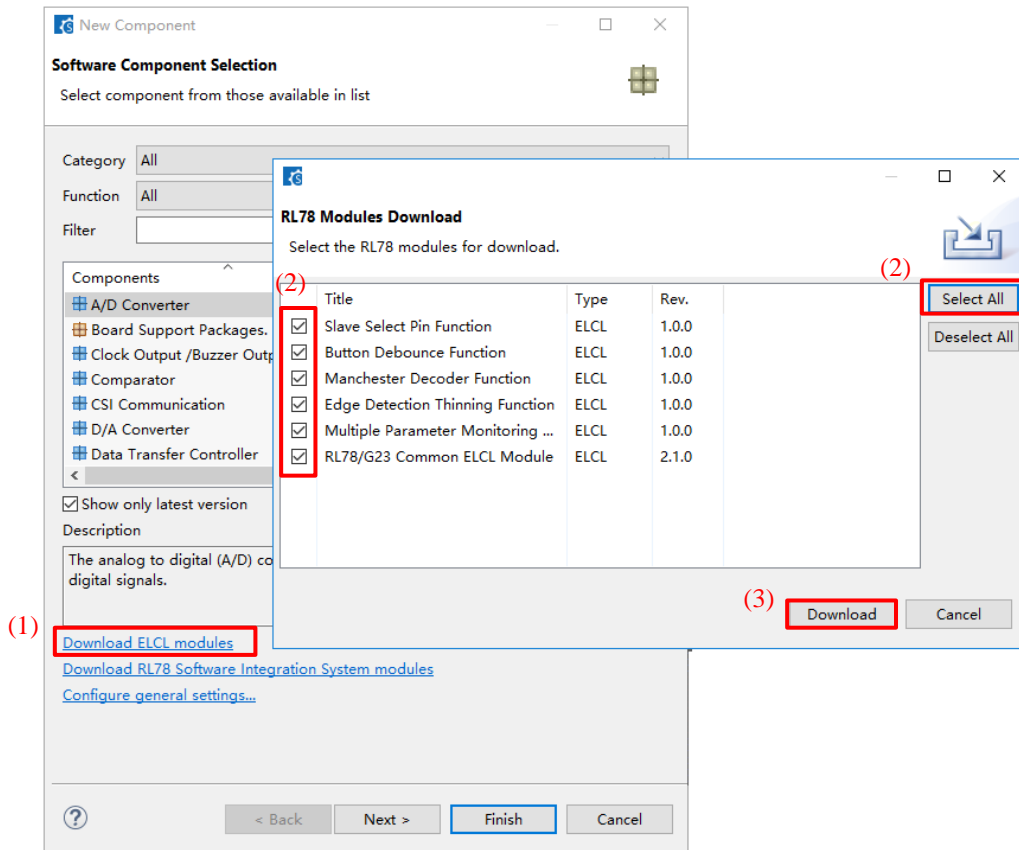 New Component
Software Component Selection
Select component from those available in list
Category All
Function All
Filter
Components
A/D Converter
Board Support Packages.
Clock Output /Buzzer Outp
Comparator
CSI Communication
D/A Converter
Data Transfer Controller
Show only latest version
Description
The analog to digital (A/D) co
digital signals.
(1)
Download ELCL modules
Download RL78 Software Integration System modules
Configure general settings...
< Back Next > Finish Cancel
RL78 Modules Download
Select the RL78 modules for download.
(2)
(2)
Title Type Rev.
Slave Select Pin Function ELCL 1.0.0
Button Debounce Function ELCL 1.0.0
Manchester Decoder Function ELCL 1.0.0
Edge Detection Thinning Function ELCL 1.0.0
Multiple Parameter Monitoring ... ELCL 1.0.0
RL78/G23 Common ELCL Module ELCL 2.1.0
Select All
Deselect All
(3)
Download Cancel